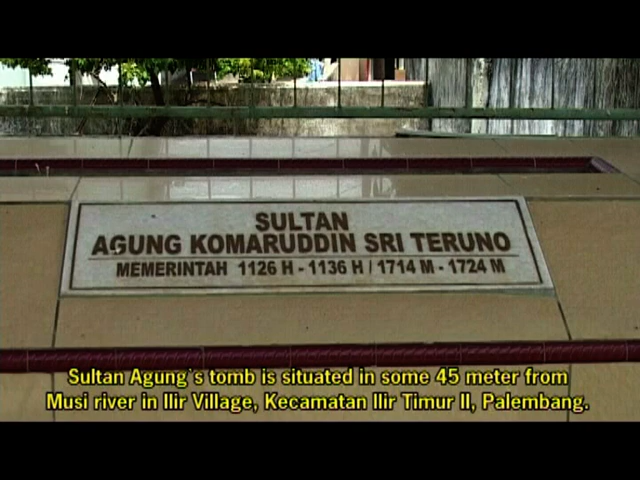 SULTAN
AGUNG KOMARUDDIN SRI TERUNO
MEMERINTAH 1126 H - 1136 H / 1714 M - 1724 M
Sultan Agung's tomb is situated in some 45 meter from
Musi river in Ilir Village, Kecamatan Ilir Timur II, Palembang.